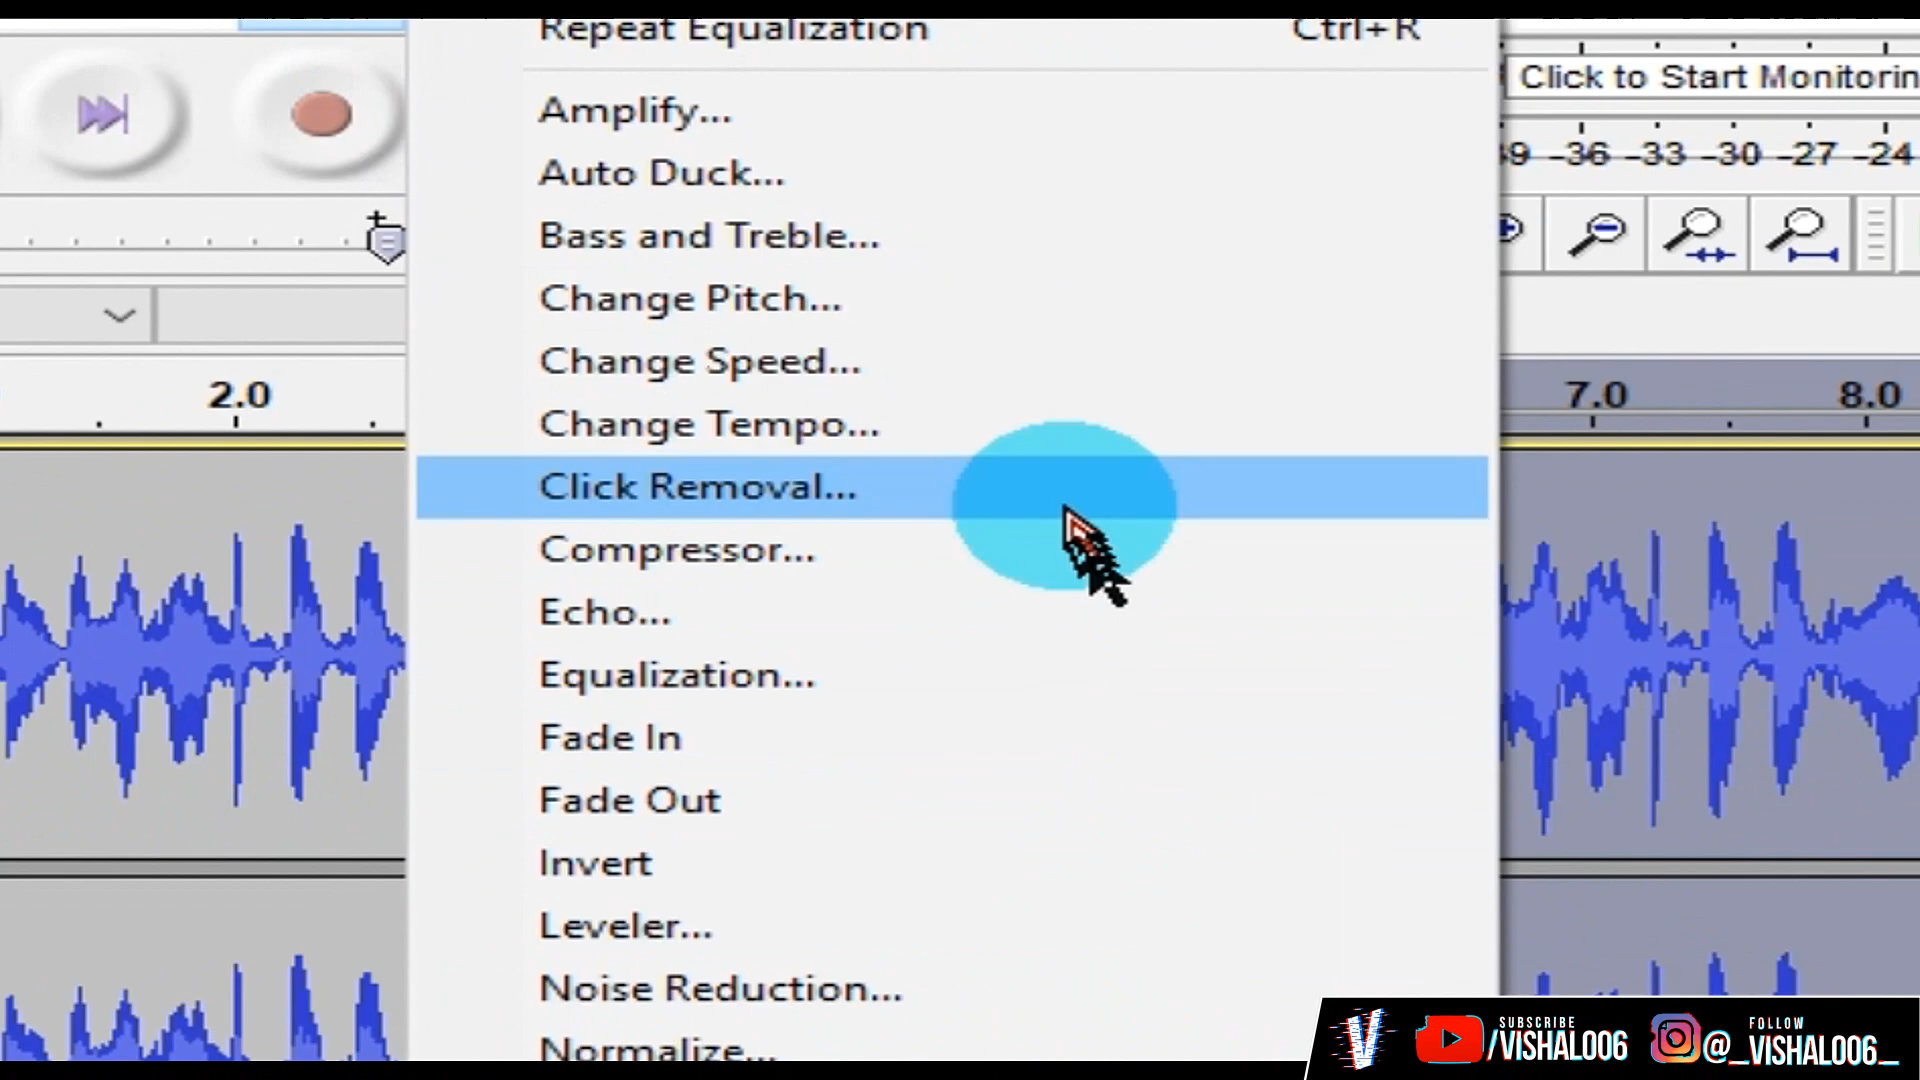 Repeat Equalization Ctrl+R
Click to Start Monitorin
Amplify...
-36 -33 -30 -27 -24
Auto Duck...
Bass and Treble...
Change Pitch...
Change Speed...
2.0 7.0 8.0
Change Tempo...
Click Removal...
Compressor...
Echo...
Equalization...
Fade In
Fade Out
Invert
Leveler...
Noise Reduction...
Normalize...
SUBSCRIBE
/VISHAL006
FOLLOW
@_VISHAL006_